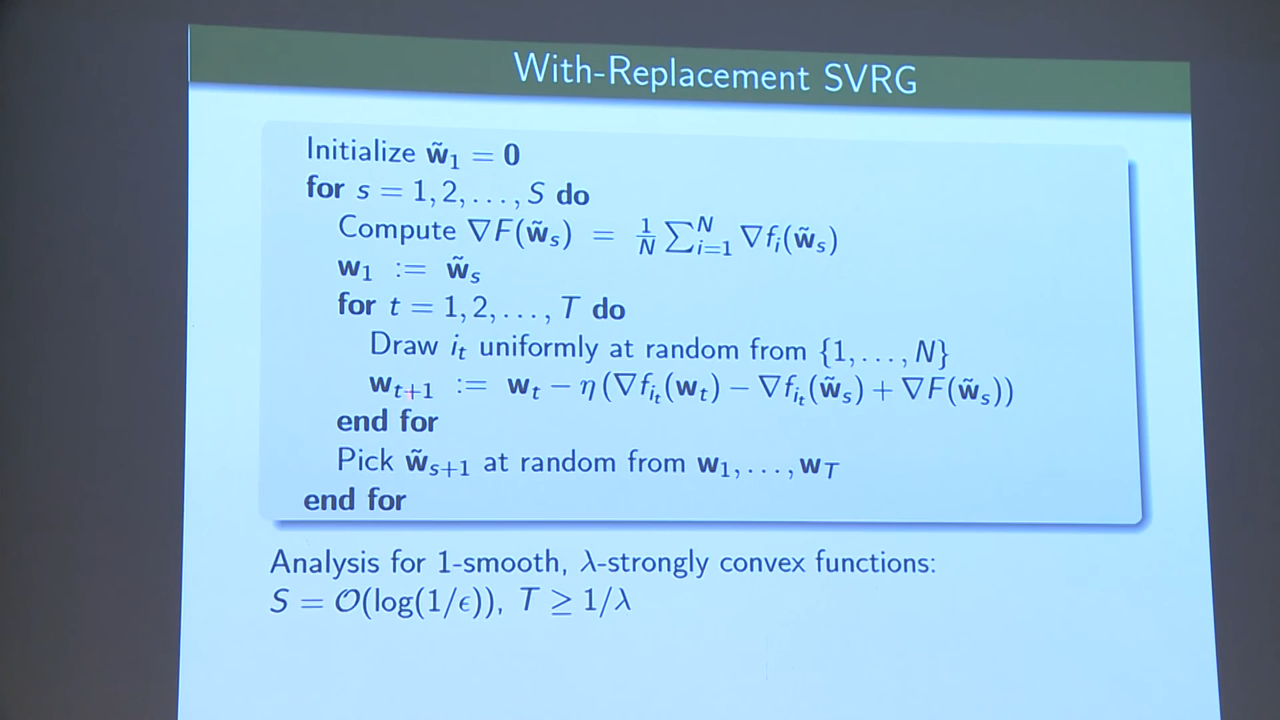 With-Replacement SVRG
Initialize w̃₁ = 0
for s = 1, 2, . . . , S do
Compute ∇F(w̃ₛ) = 1/N ∑ᵢ₌₁ᴺ ∇fᵢ(w̃ₛ)
w₁ := w̃ₛ
for t = 1, 2, . . . , T do
Draw iₜ uniformly at random from {1, . . . , N}
wₜ₊₁ := wₜ − η (∇f_{iₜ}(wₜ) − ∇f_{iₜ}(w̃ₛ) + ∇F(w̃ₛ))
end for
Pick w̃ₛ₊₁ at random from w₁, . . . , w_T
end for
Analysis for 1-smooth, λ-strongly convex functions:
S = O(log(1/ϵ)), T ≥ 1/λ